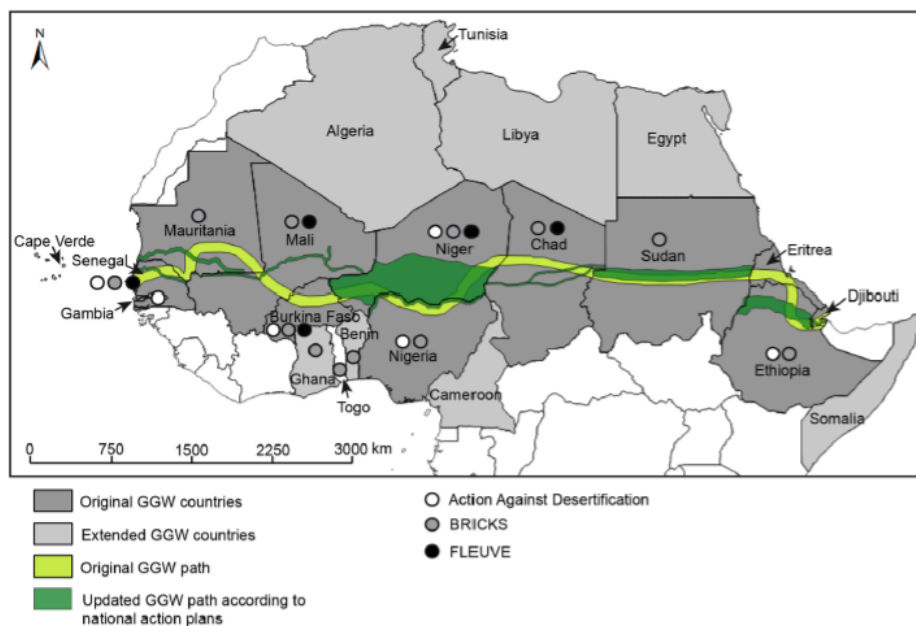 N
Tunisia
Algeria
Libya
Egypt
Mauritania
Mali
Niger
Chad
Sudan
Cape Verde
Senegal
Eritrea
Gambia
Djibouti
Burkina Faso
Benin
Nigeria
Ethiopia
Ghana
Togo
Cameroon
Somalia
0 750 1500 2250 3000 km
Original GGW countries
Extended GGW countries
Original GGW path
Updated GGW path according to
national action plans
Action Against Desertification
BRICKS
FLEUVE